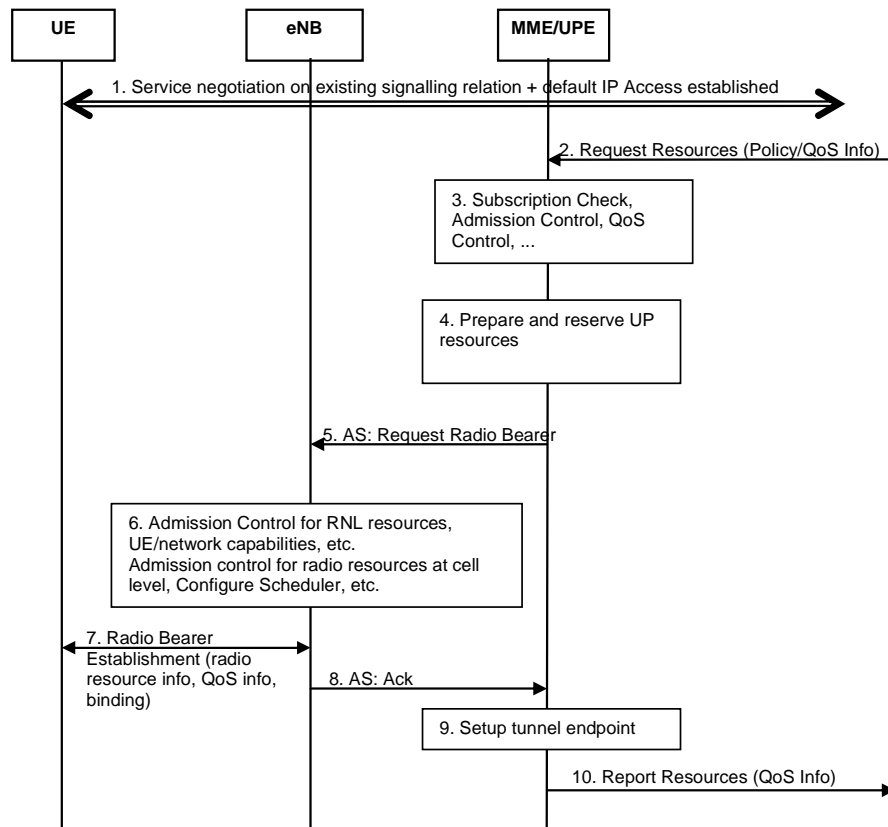 UE
eNB
MME/UPE
1. Service negotiation on existing signalling relation + default IP Access established
2. Request Resources (Policy/QoS Info)
3. Subscription Check,
Admission Control, QoS
Control, ...
4. Prepare and reserve UP
resources
5. AS: Request Radio Bearer
6. Admission Control for RNL resources,
UE/network capabilities, etc.
Admission control for radio resources at cell
level, Configure Scheduler, etc.
7. Radio Bearer
Establishment (radio
resource info, QoS info,
binding)
8. AS: Ack
9. Setup tunnel endpoint
10. Report Resources (QoS Info)